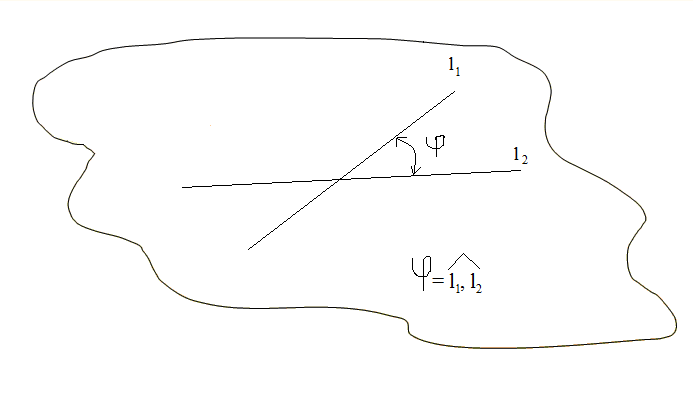 l₁
φ
l₂
φ = l₁, l₂